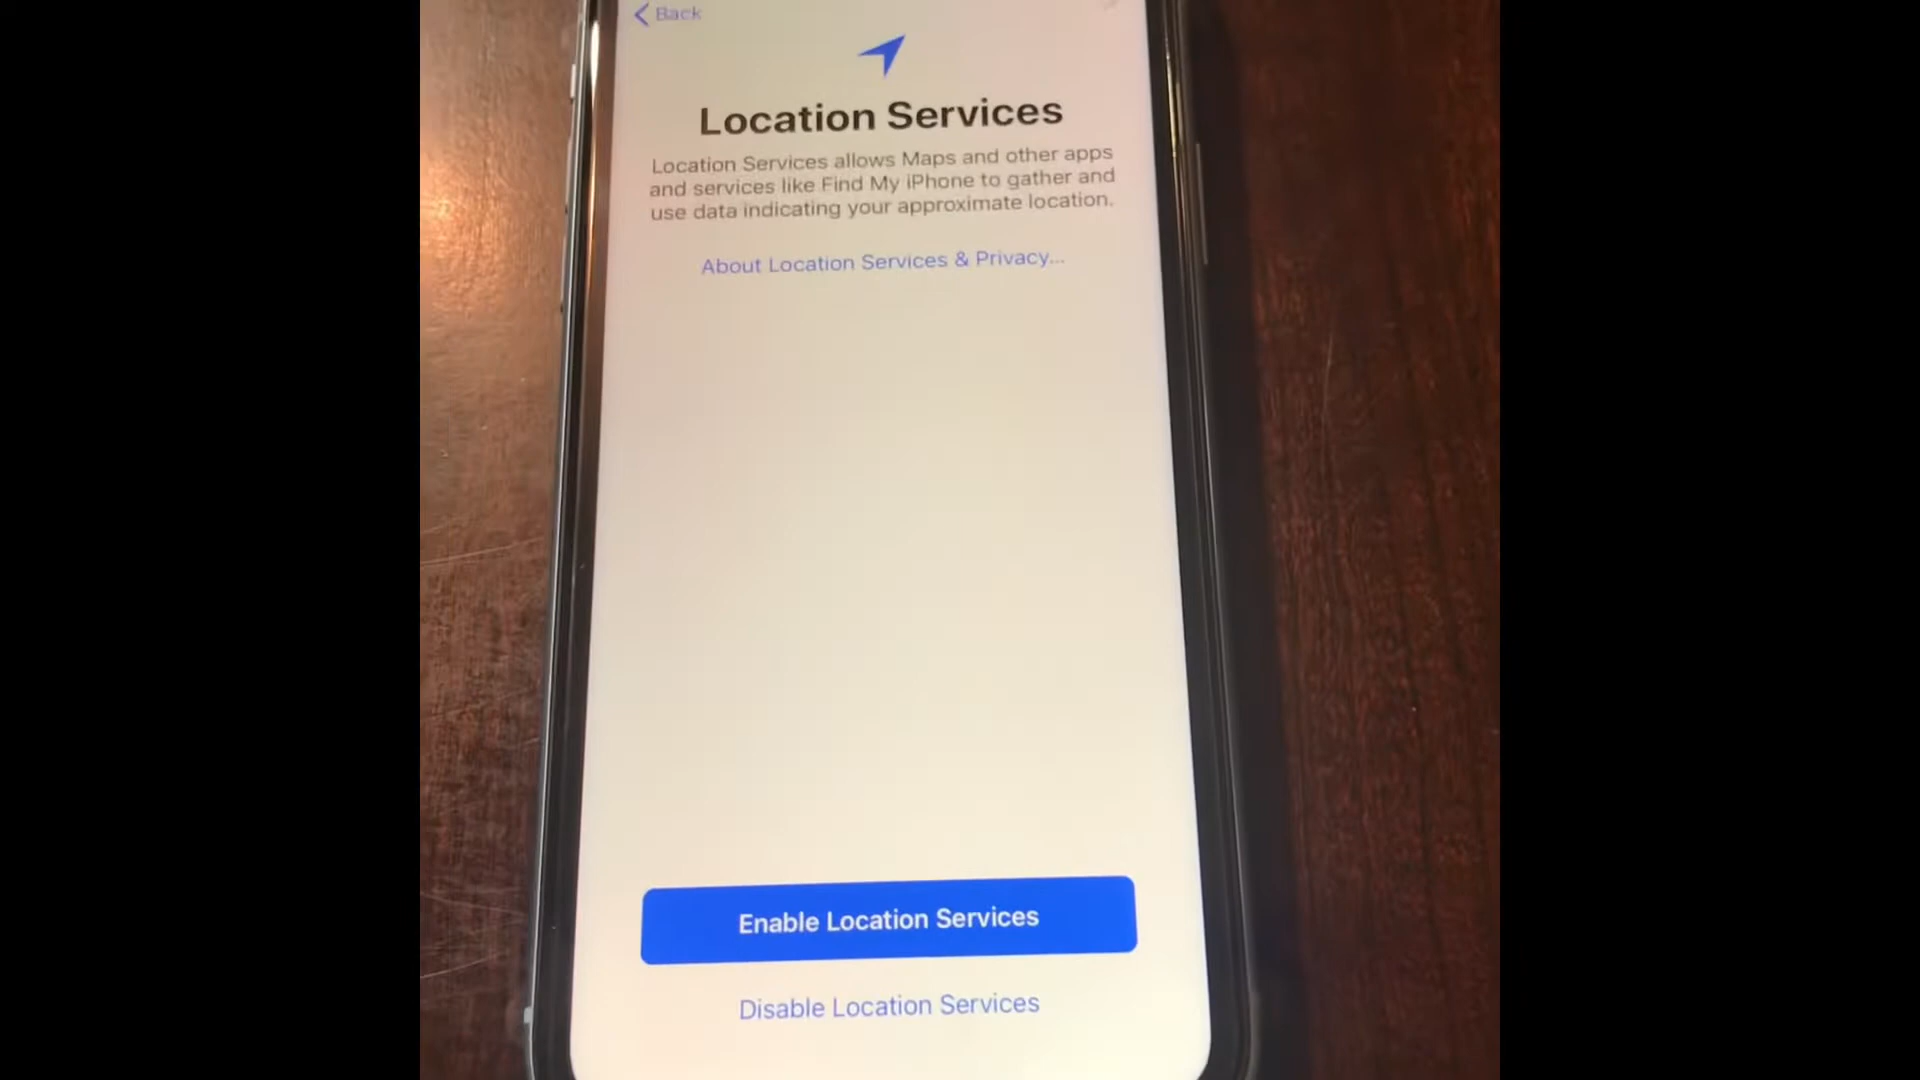 Back
Location Services
Location Services allows Maps and other apps
and services like Find My iPhone to gather and
use data indicating your approximate location.
About Location Services & Privacy...
Enable Location Services
Disable Location Services